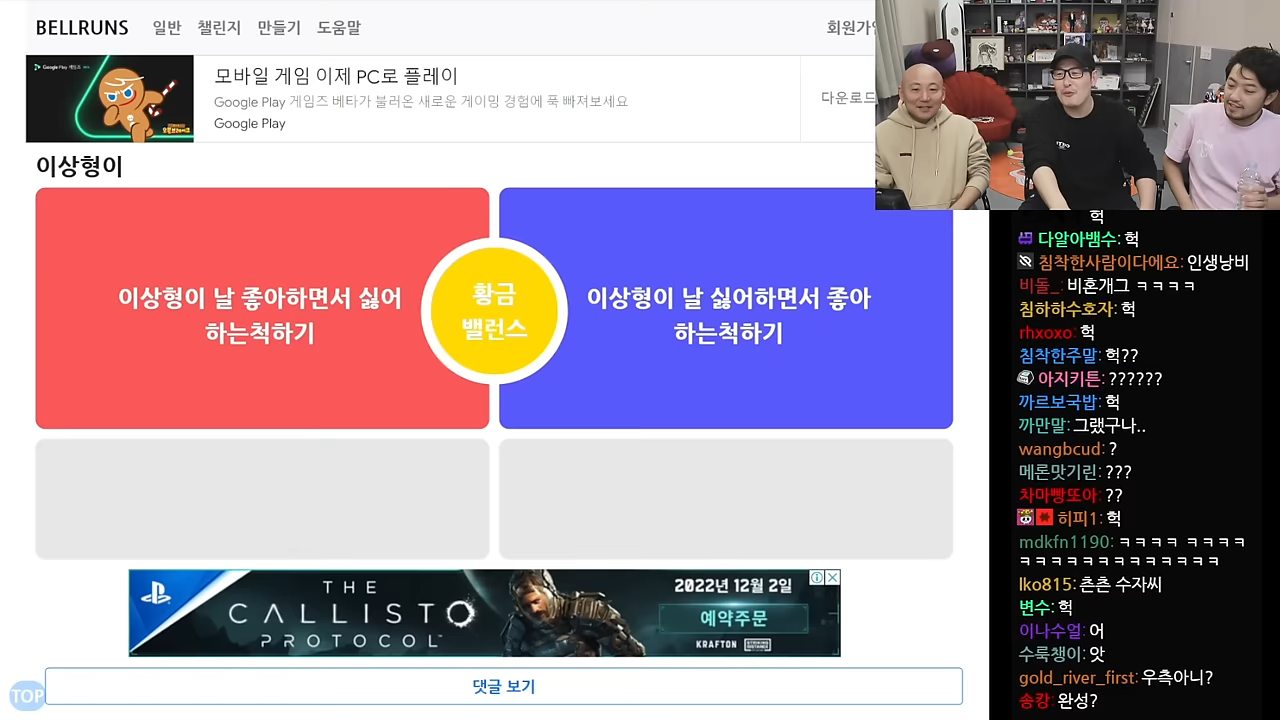 BELLRUNS 일반 챌린지 만들기 도움말
Google Play 게임즈
모바일 게임 이제 PC로 플레이
Google Play 게임즈 베타가 불러온 새로운 게이밍 경험에 푹 빠져보세요
Google Play
다운로드
이상형이
이상형이 날 좋아하면서 싫어
하는척하기
황금
밸런스
이상형이 날 싫어하면서 좋아
하는척하기
THE
CALLISTO
PROTOCOL
2022년 12월 2일
예약주문
KRAFTON STRIKING DISTANCE
댓글 보기
TOP
헉
다알아뱀수: 헉
침착한사람이다에요: 인생낭비
비돌_: 비혼개그 ㅋㅋㅋㅋ
침하하수호자: 헉
rhxoxo: 헉
침착한주말: 헉??
아지키튼: ??????
까르보국밥: 헉
까만말: 그랬구나..
wangbcud: ?
메론맛기린: ???
차마빵또아: ??
히피1: 헉
mdkfn1190: ㅋㅋㅋㅋ ㅋㅋㅋㅋ
ㅋㅋㅋㅋㅋㅋㅋㅋㅋㅋㅋㅋㅋ
lko815: 츤츤 수자씨
변수: 헉
이나수얼: 어
수룩챙이: 앗
gold_river_first: 우측아니?
송캉: 완성?